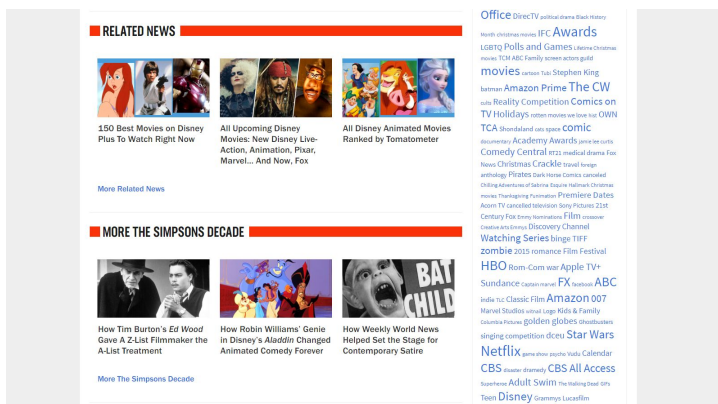 RELATED NEWS
150 Best Movies on Disney
Plus To Watch Right Now
All Upcoming Disney
Movies: New Disney Live-
Action, Animation, Pixar,
Marvel... And Now, Fox
All Disney Animated Movies
Ranked by Tomatometer
More Related News
MORE THE SIMPSONS DECADE
BAT
CHILD
How Tim Burton's Ed Wood
Gave A Z-List Filmmaker the
A-List Treatment
How Robin Williams' Genie
in Disney's Aladdin Changed
Animated Comedy Forever
How Weekly World News
Helped Set the Stage for
Contemporary Satire
More The Simpsons Decade
Office DirecTV political drama Black History
Month christmas movies IFC Awards
LGBTQ Polls and Games Lifetime Christmas
movies TCM ABC Family screen actors guild
movies cartoon Tubi Stephen King
batman Amazon Prime The CW
cults Reality Competition Comics on
TV Holidays rotten movies we love hist OWN
TCA Shondaland cats space comic
documentary Academy Awards jamie lee curtis
Comedy Central RT21 medical drama Fox
News Christmas Crackle travel foreign
anthology Pirates Dark Horse Comics canceled
Chilling Adventures of Sabrina Esquire Hallmark Christmas
movies Thanksgiving Funimation Premiere Dates
Acorn TV cancelled television Sony Pictures 21st
Century Fox Emmy Nominations Film crossover
Creative Arts Emmys Discovery Channel
Watching Series binge TIFF
zombie 2015 romance Film Festival
HBO Rom-Com war Apple TV+
Sundance Captain marvel FX facebook ABC
indie TLC Classic Film Amazon 007
Marvel Studios witnail Logo Kids & Family
Columbia Pictures golden globes Ghostbusters
singing competition dceu Star Wars
Netflix game show psycho Vudu Calendar
CBS disaster dramedy CBS All Access
Superheroe Adult Swim The Walking Dead GIFs
Teen Disney Grammys Lucasfilm